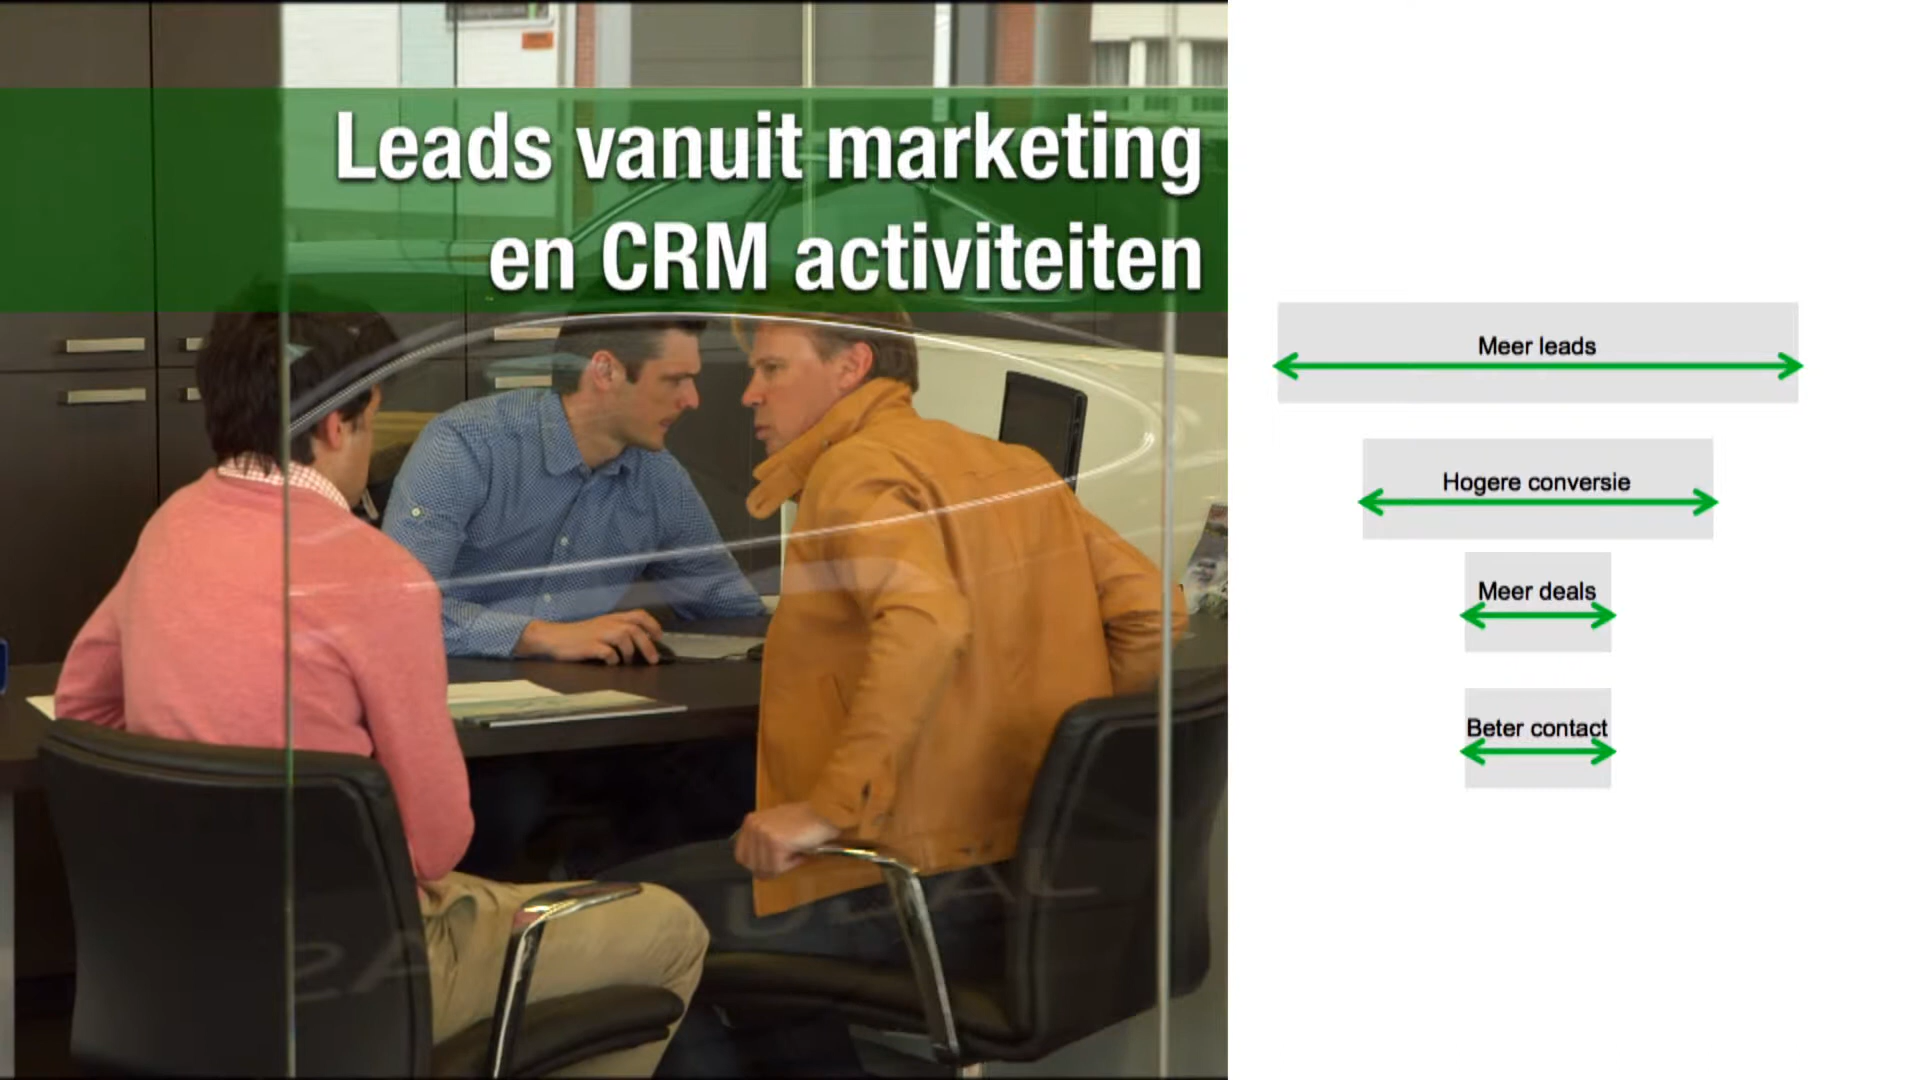 Leads vanuit marketing
en CRM activiteiten
Meer leads
Hogere conversie
Meer deals
Beter contact